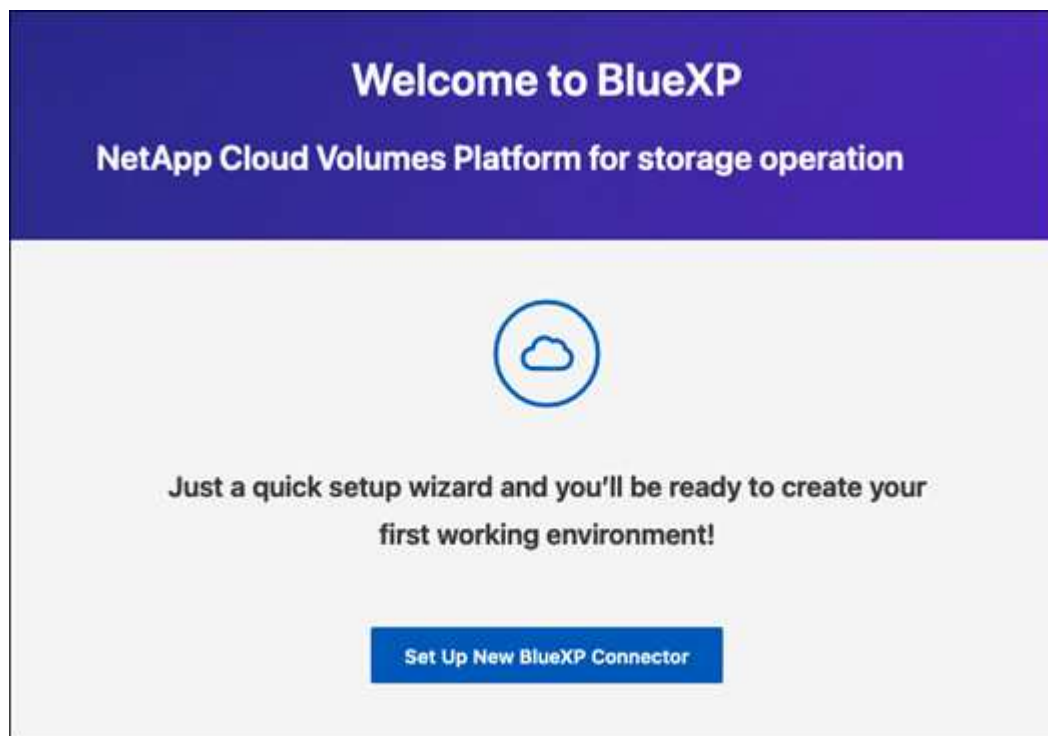 Welcome to BlueXP
NetApp Cloud Volumes Platform for storage operation
Just a quick setup wizard and you’ll be ready to create your
first working environment!
Set Up New BlueXP Connector